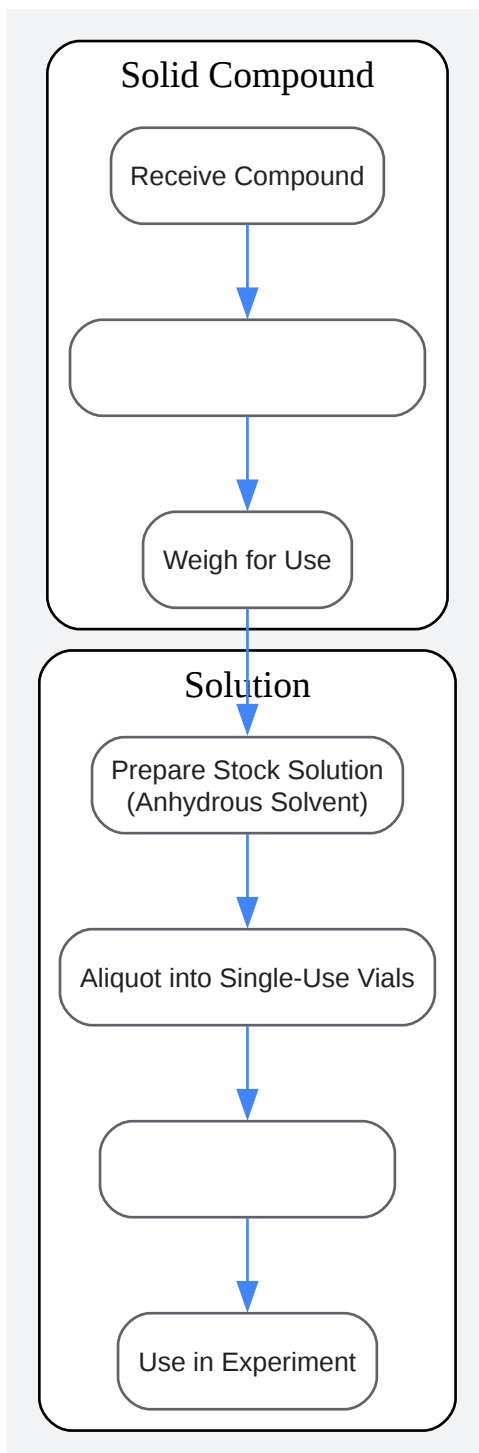 Solid Compound
Receive Compound
Weigh for Use
Solution
Prepare Stock Solution
(Anhydrous Solvent)
Aliquot into Single-Use Vials
Use in Experiment